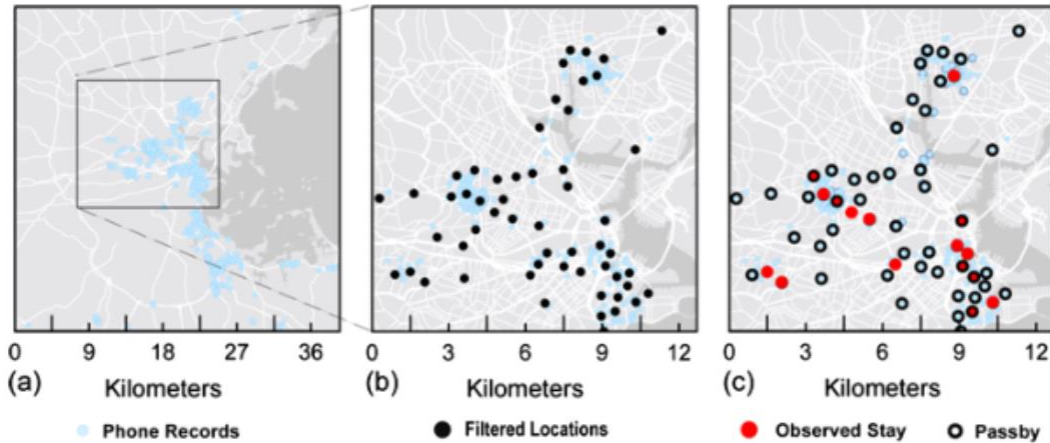 0 9 18 27 36
(a) Kilometers
0 3 6 9 12
(b) Kilometers
0 3 6 9 12
(c) Kilometers
Phone Records
Filtered Locations
Observed Stay
Passby